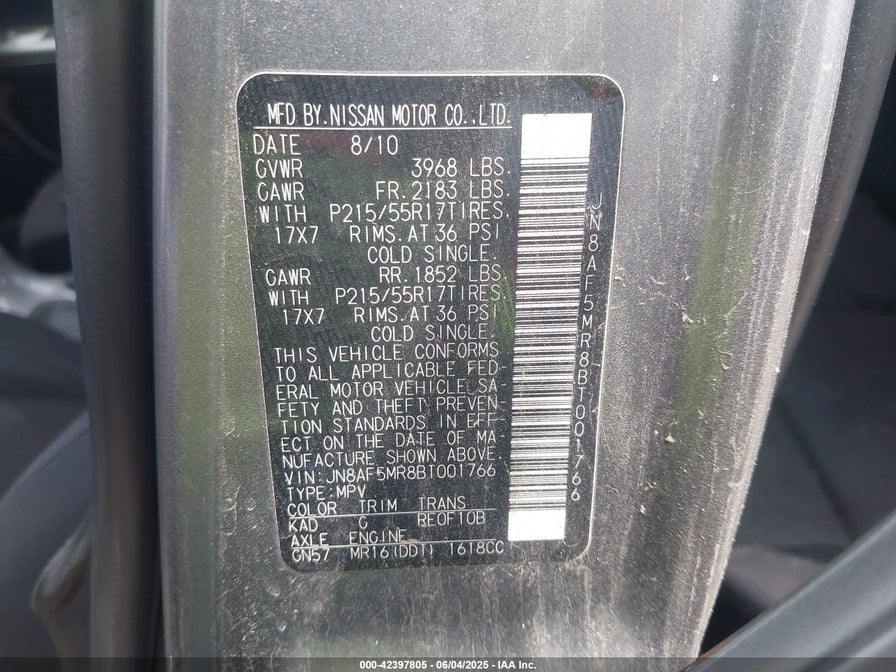 MFD BY.NISSAN MOTOR CO.,LTD.
DATE 8/10
GVWR 3968 LBS.
GAWR FR.2183 LBS.
WITH P215/55R17TIRES.
17X7 RIMS.AT 36 PSI
COLD SINGLE.
GAWR RR.1852 LBS.
WITH P215/55R17TIRES.
17X7 RIMS.AT 36 PSI
COLD SINGLE.
THIS VEHICLE CONFORMS
TO ALL APPLICABLE FED-
ERAL MOTOR VEHICLE SA-
FETY AND THEFT PREVEN-
TION STANDARDS IN EFF-
ECT ON THE DATE OF MA-
NUFACTURE SHOWN ABOVE.
VIN:JN8AF5MR8BT001766
TYPE:MPV
COLOR TRIM TRANS
KAD C RE0F10B
AXLE ENGINE
GN57 MR16(DDT) 1618CC
JN8AF5MR8BT001766
000-42397805 - 06/04/2025 - IAA Inc.